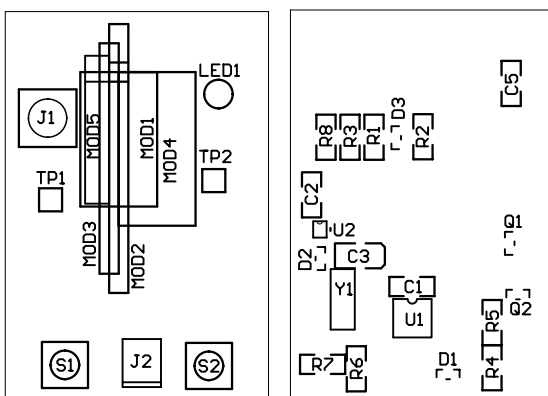 LED1
J1
MOD5
MOD1
MOD4
TP2
TP1
MOD3
MOD2
S1
J2
S2
C5
D3
R8
R3
R1
R2
C2
U2
Q1
D2
C3
Y1
C1
Q2
U1
R5
R7
R6
D1
R4